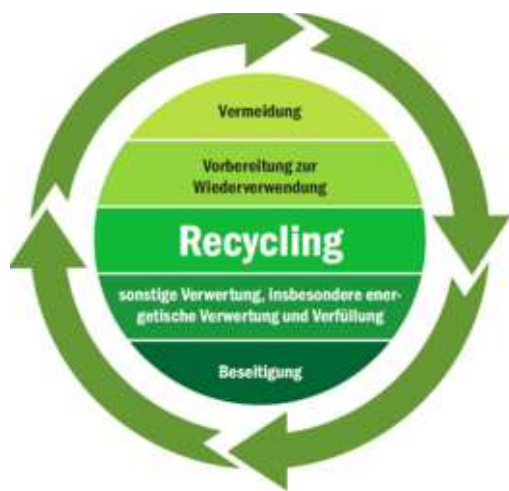 Vermeidung
Vorbereitung zur
Wiederverwendung
Recycling
sonstige Verwertung, insbesondere ener-
getische Verwertung und Verfüllung
Beseitigung